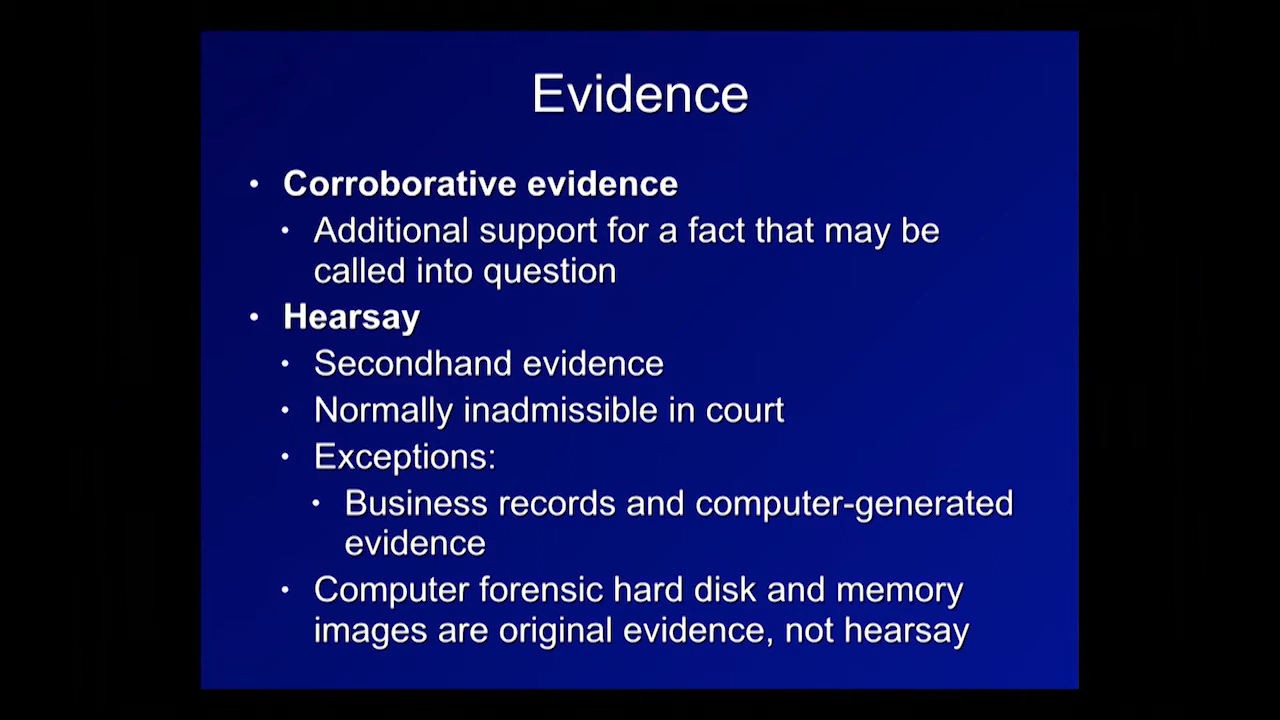 Evidence
• Corroborative evidence
• Additional support for a fact that may be
called into question
• Hearsay
• Secondhand evidence
• Normally inadmissible in court
• Exceptions:
• Business records and computer-generated
evidence
• Computer forensic hard disk and memory
images are original evidence, not hearsay